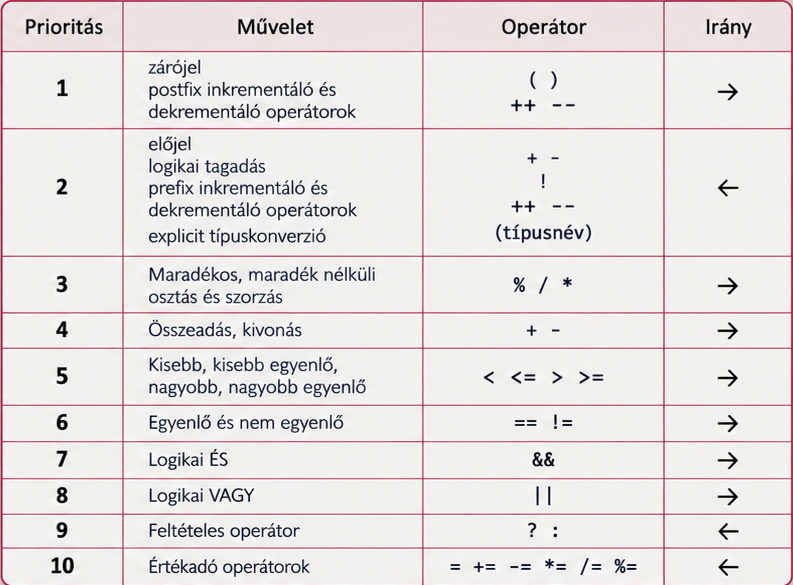 Prioritás Művelet Operátor Irány
1
zárójel
postfix inkrementáló és
dekrementáló operátorok
( )
++ --
→
2
előjel
logikai tagadás
prefix inkrementáló és
dekrementáló operátorok
explicit típuskonverzió
+ -
!
++ --
(típusnév)
←
3
Maradékos, maradék nélküli
osztás és szorzás
% / *
→
4
Összeadás, kivonás
+ -
→
5
Kisebb, kisebb egyenlő,
nagyobb, nagyobb egyenlő
< <= > >=
→
6
Egyenlő és nem egyenlő
== !=
→
7
Logikai ÉS
&&
→
8
Logikai VAGY
||
→
9
Feltételes operátor
? :
←
10
Értékadó operátorok
= += -= *= /= %=
←